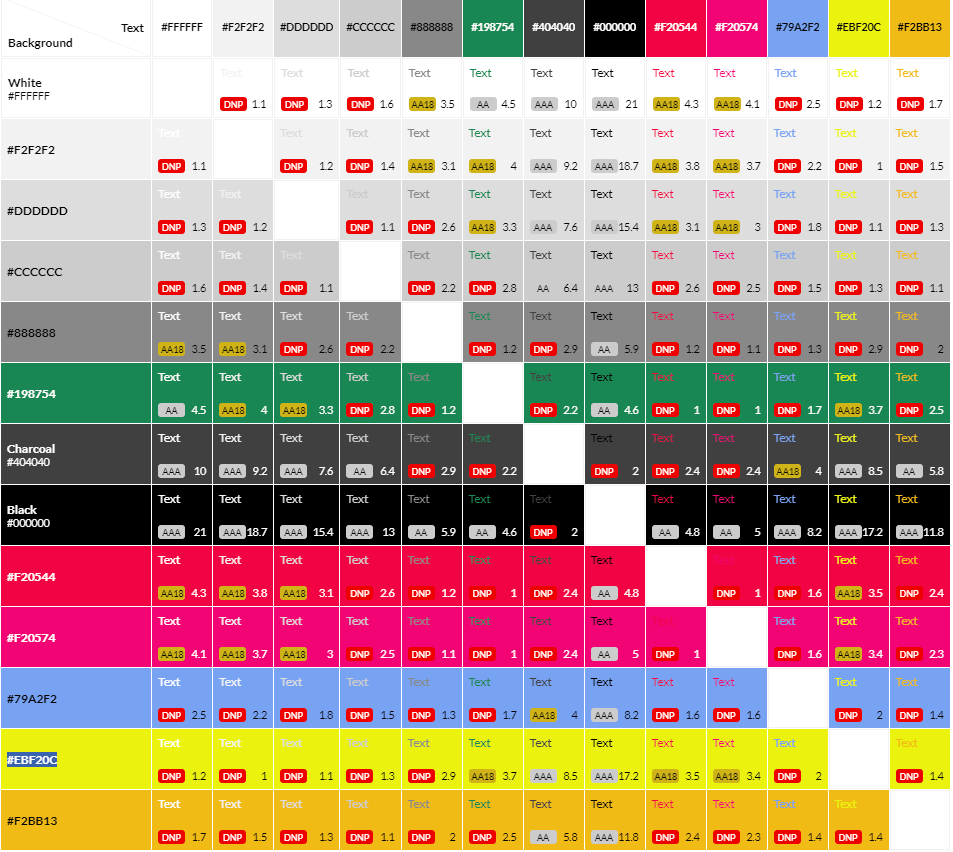 Text
Background
#FFFFFF #F2F2F2 #DDDDDD #CCCCCC #888888 #198754 #404040 #000000 #F20544 #F20574 #79A2F2 #EBF20C #F2BB13
Text Text Text Text Text Text Text Text Text Text Text Text
White
#FFFFFF
DNP 1.1 DNP 1.3 DNP 1.6 AA18 3.5 AA 4.5 AAA 10 AAA 21 AA18 4.3 AA18 4.1 DNP 2.5 DNP 1.2 DNP 1.7
Text Text Text Text Text Text Text Text Text Text Text Text
#F2F2F2
DNP 1.1 DNP 1.2 DNP 1.4 AA18 3.1 AA18 4 AAA 9.2 AAA 18.7 AA18 3.8 AA18 3.7 DNP 2.2 DNP 1 DNP 1.5
Text Text Text Text Text Text Text Text Text Text Text Text
#DDDDDD
DNP 1.3 DNP 1.2 DNP 1.1 DNP 2.6 AA18 3.3 AAA 7.6 AAA 15.4 AA18 3.1 AA18 3 DNP 1.8 DNP 1.1 DNP 1.3
Text Text Text Text Text Text Text Text Text Text Text Text
#CCCCCC
DNP 1.6 DNP 1.4 DNP 1.1 DNP 2.2 DNP 2.8 AA 6.4 AAA 13 DNP 2.6 DNP 2.5 DNP 1.5 DNP 1.3 DNP 1.1
Text Text Text Text Text Text Text Text Text Text Text Text
#888888
AA18 3.5 AA18 3.1 DNP 2.6 DNP 2.2 DNP 1.2 DNP 2.9 AA 5.9 DNP 1.2 DNP 1.1 DNP 1.3 DNP 2.9 DNP 2
Text Text Text Text Text Text Text Text Text Text Text Text
#198754
AA 4.5 AA18 4 AA18 3.3 DNP 2.8 DNP 1.2 DNP 2.2 AA 4.6 DNP 1 DNP 1 DNP 1.7 AA18 3.7 DNP 2.5
Text Text Text Text Text Text Text Text Text Text Text Text
Charcoal
#404040
AAA 10 AAA 9.2 AAA 7.6 AA 6.4 DNP 2.9 DNP 2.2 DNP 2 DNP 2.4 DNP 2.4 AA18 4 AAA 8.5 AA 5.8
Text Text Text Text Text Text Text Text Text Text Text Text
Black
#000000
AAA 21 AAA 18.7 AAA 15.4 AAA 13 AA 5.9 AA 4.6 DNP 2 AA 4.8 AA 5 AAA 8.2 AAA 17.2 AAA 11.8
Text Text Text Text Text Text Text Text Text Text Text Text
#F20544
AA18 4.3 AA18 3.8 AA18 3.1 DNP 2.6 DNP 1.2 DNP 1 DNP 2.4 AA 4.8 DNP 1 DNP 1.6 AA18 3.5 DNP 2.4
Text Text Text Text Text Text Text Text Text Text Text Text
#F20574
AA18 4.1 AA18 3.7 AA18 3 DNP 2.5 DNP 1.1 DNP 1 DNP 2.4 AA 5 DNP 1 DNP 1.6 AA18 3.4 DNP 2.3
Text Text Text Text Text Text Text Text Text Text Text Text
#79A2F2
DNP 2.5 DNP 2.2 DNP 1.8 DNP 1.5 DNP 1.3 DNP 1.7 AA18 4 AAA 8.2 DNP 1.6 DNP 1.6 DNP 2 DNP 1.4
Text Text Text Text Text Text Text Text Text Text Text Text
#EBF20C
DNP 1.2 DNP 1 DNP 1.1 DNP 1.3 DNP 2.9 AA18 3.7 AAA 8.5 AAA 17.2 AA18 3.5 AA18 3.4 DNP 2 DNP 1.4
Text Text Text Text Text Text Text Text Text Text Text Text
#F2BB13
DNP 1.7 DNP 1.5 DNP 1.3 DNP 1.1 DNP 2 DNP 2.5 AA 5.8 AAA 11.8 DNP 2.4 DNP 2.3 DNP 1.4 DNP 1.4